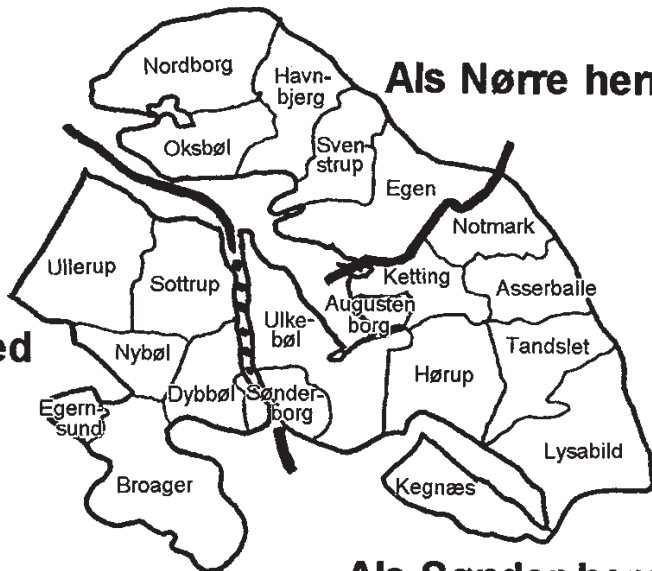 Nordborg
Havn-
bjerg
Als Nørre her
Oksbøl
Sven
strup
Egen
Notmark
Ullerup
Sottrup
Ketting
Asserballe
Augusten
borg
Ulke-
bøl
ed
Nybøl
Tandslet
Hørup
Dybbøl
Sønder-
borg
Egern-
sund
Lysabild
Broager
Kegnæs